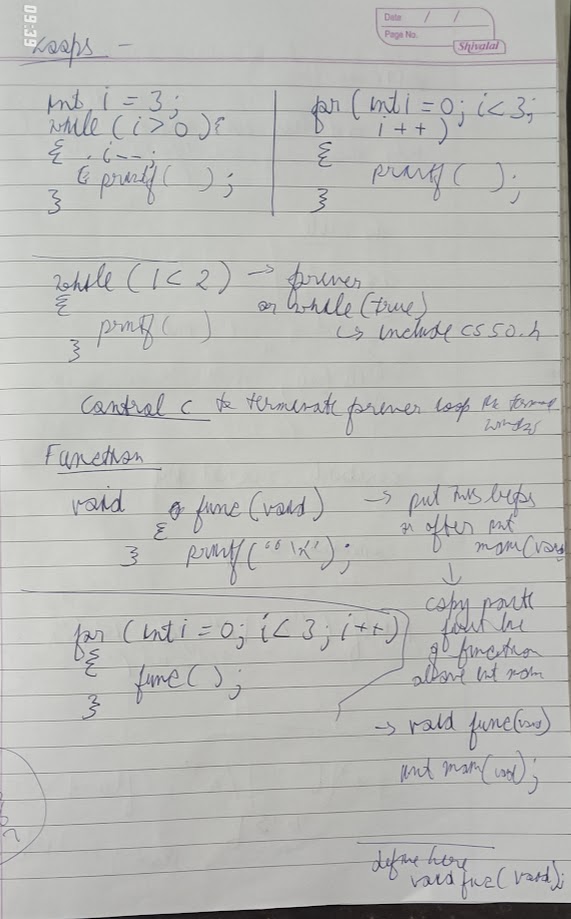 09:39
Date / /
Page No.
Shivalal
Loops -
int i = 3;
while (i > 0) {
{ i--;
printf( );
}
for (int i = 0; i < 3;
i++)
{
printf( );
}
while (1 < 2) → forever
{
or while (true)
printf( )
↳ include cs50.h
}
Control c to terminate forever loop in terminal
window
Function
void func (void)
{
printf(" ");
}
→ put this before
or after int
main (void
↓
copy paste
first line
of function
above int main
→ void func (void)
int main (void);
for (int i = 0; i < 3; i++)
{
func ( );
}
define here
void func (void);